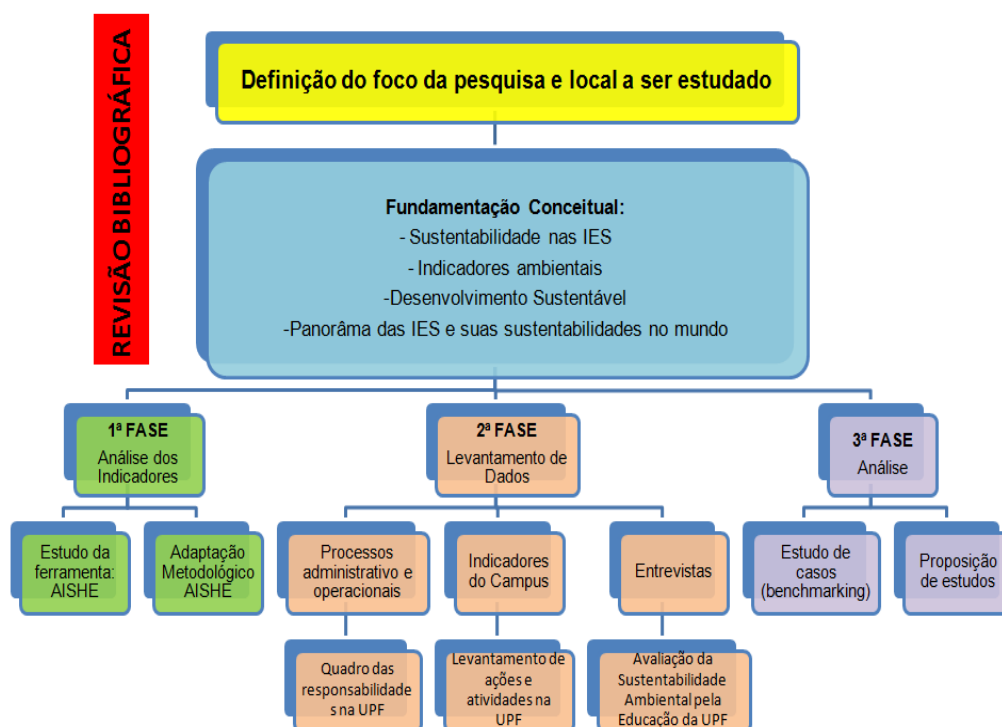 REVISÃO BIBLIOGRÁFICA
Definição do foco da pesquisa e local a ser estudado
Fundamentação Conceitual:
- Sustentabilidade nas IES
- Indicadores ambientais
-Desenvolvimento Sustentável
-Panorâma das IES e suas sustentabilidades no mundo
1ª FASE
Análise dos
Indicadores
2ª FASE
Levantamento de
Dados
3ª FASE
Análise
Estudo da
ferramenta:
AISHE
Adaptação
Metodológico
AISHE
Processos
administrativo e
operacionais
Indicadores
do Campus
Entrevistas
Estudo de
casos
(benchmarking)
Proposição
de estudos
Quadro das
responsabilidade
s na UPF
Levantamento de
ações e
atividades na
UPF
Avaliação da
Sustentabilidade
Ambiental pela
Educação da UPF